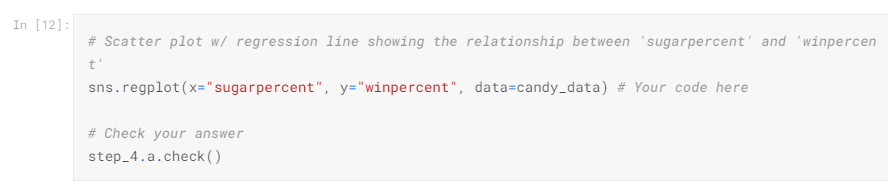 In [12]:
# Scatter plot w/ regression line showing the relationship between 'sugarpercent' and 'winpercen
t'
sns.regplot(x="sugarpercent", y="winpercent", data=candy_data) # Your code here
# Check your answer
step_4.a.check()